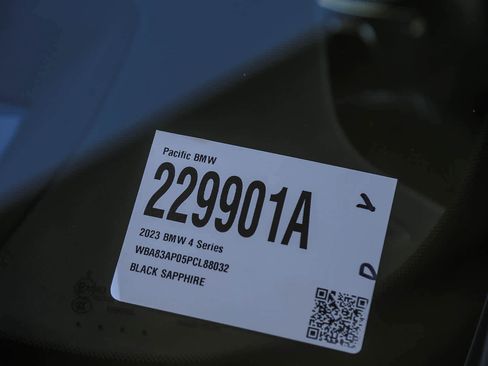 Pacific BMW
229901A
2023 BMW 4 Series
WBA83AP05PCL88032
BLACK SAPPHIRE
Y
D